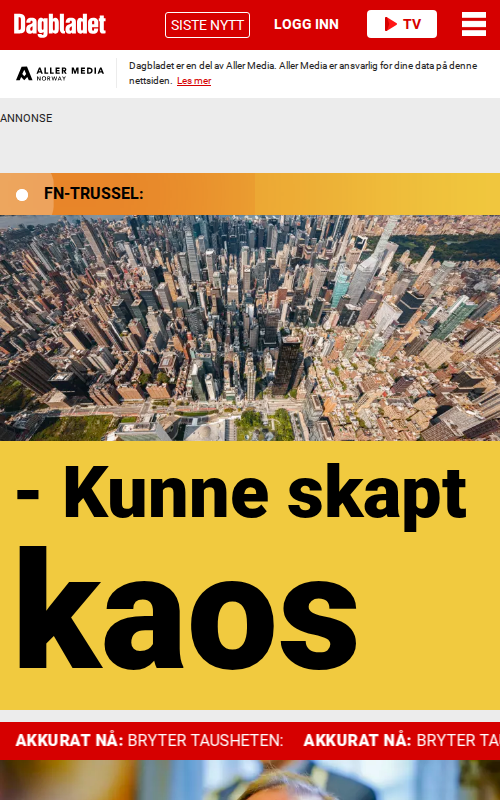 Dagbladet
SISTE NYTT
LOGG INN
TV
ALLER MEDIA
NORWAY
Dagbladet er en del av Aller Media. Aller Media er ansvarlig for dine data på denne
nettsiden. Les mer
ANNONSE
FN-TRUSSEL:
- Kunne skapt
kaos
AKKURAT NÅ: BRYTER TAUSHETEN: AKKURAT NÅ: BRYTER TAU